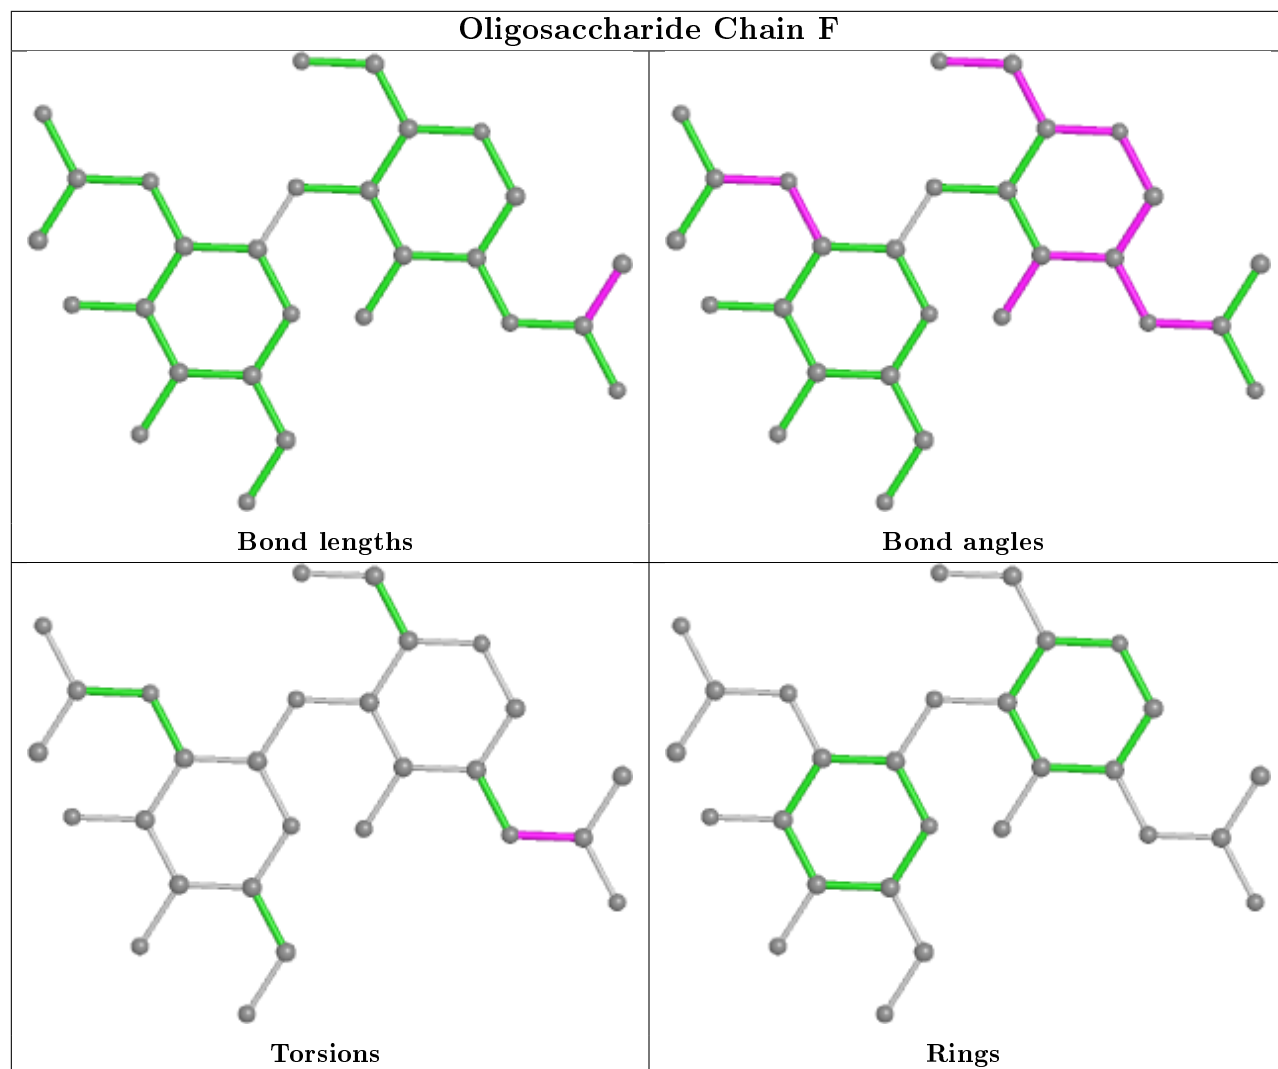 Oligosaccharide Chain F
Bond lengths
Bond angles
Torsions
Rings